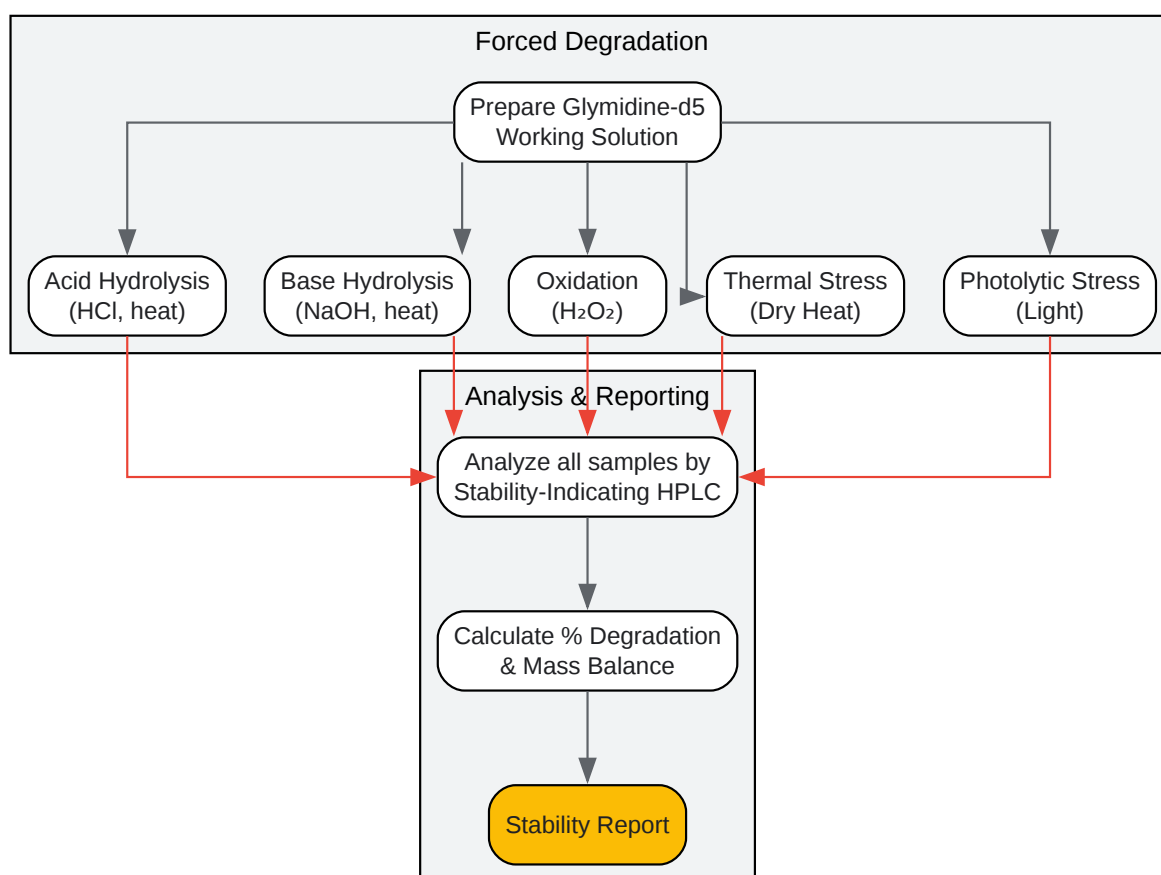 Forced Degradation
Prepare Glymidine-d5
Working Solution
Acid Hydrolysis
(HCl, heat)
Base Hydrolysis
(NaOH, heat)
Oxidation
(H₂O₂)
Thermal Stress
(Dry Heat)
Photolytic Stress
(Light)
Analysis & Reporting
Analyze all samples by
Stability-Indicating HPLC
Calculate % Degradation
& Mass Balance
Stability Report